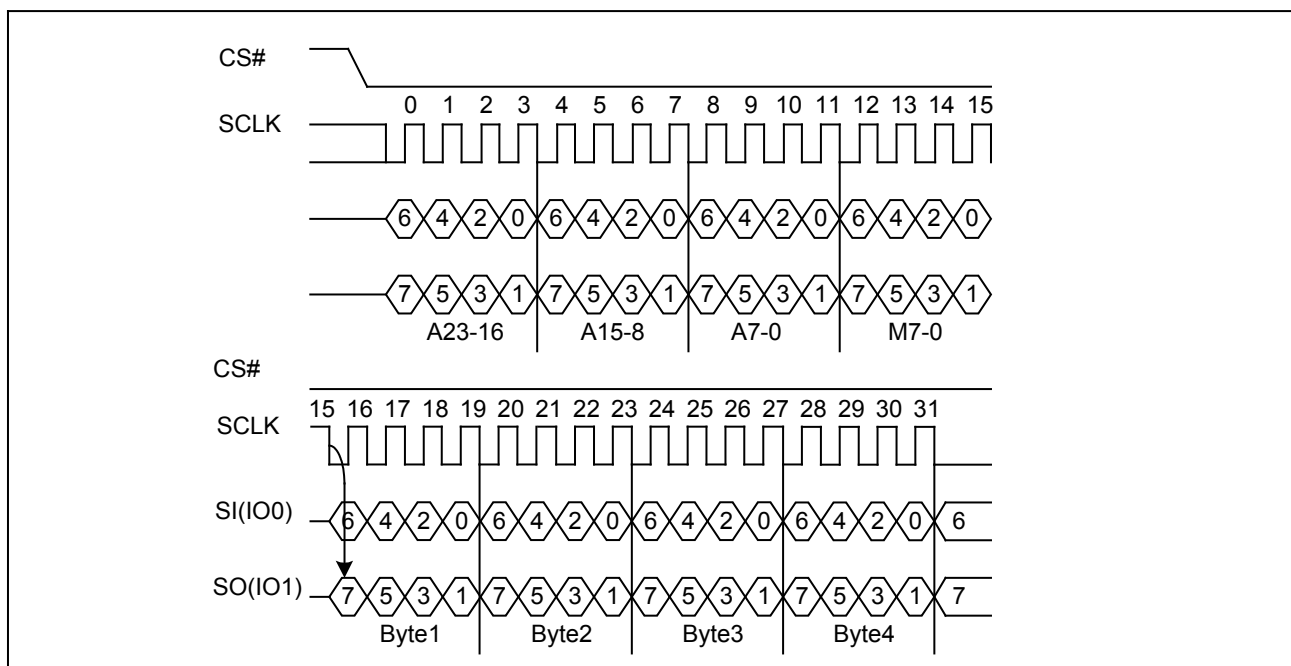 CS#
0 1 2 3 4 5 6 7 8 9 10 11 12 13 14 15
SCLK
6 4 2 0 6 4 2 0 6 4 2 0 6 4 2 0
7 5 3 1 7 5 3 1 7 5 3 1 7 5 3 1
A23-16 A15-8 A7-0 M7-0
CS#
15 16 17 18 19 20 21 22 23 24 25 26 27 28 29 30 31
SCLK
SI(IO0) 6 4 2 0 6 4 2 0 6 4 2 0 6 4 2 0 6
SO(IO1) 7 5 3 1 7 5 3 1 7 5 3 1 7 5 3 1 7
Byte1 Byte2 Byte3 Byte4